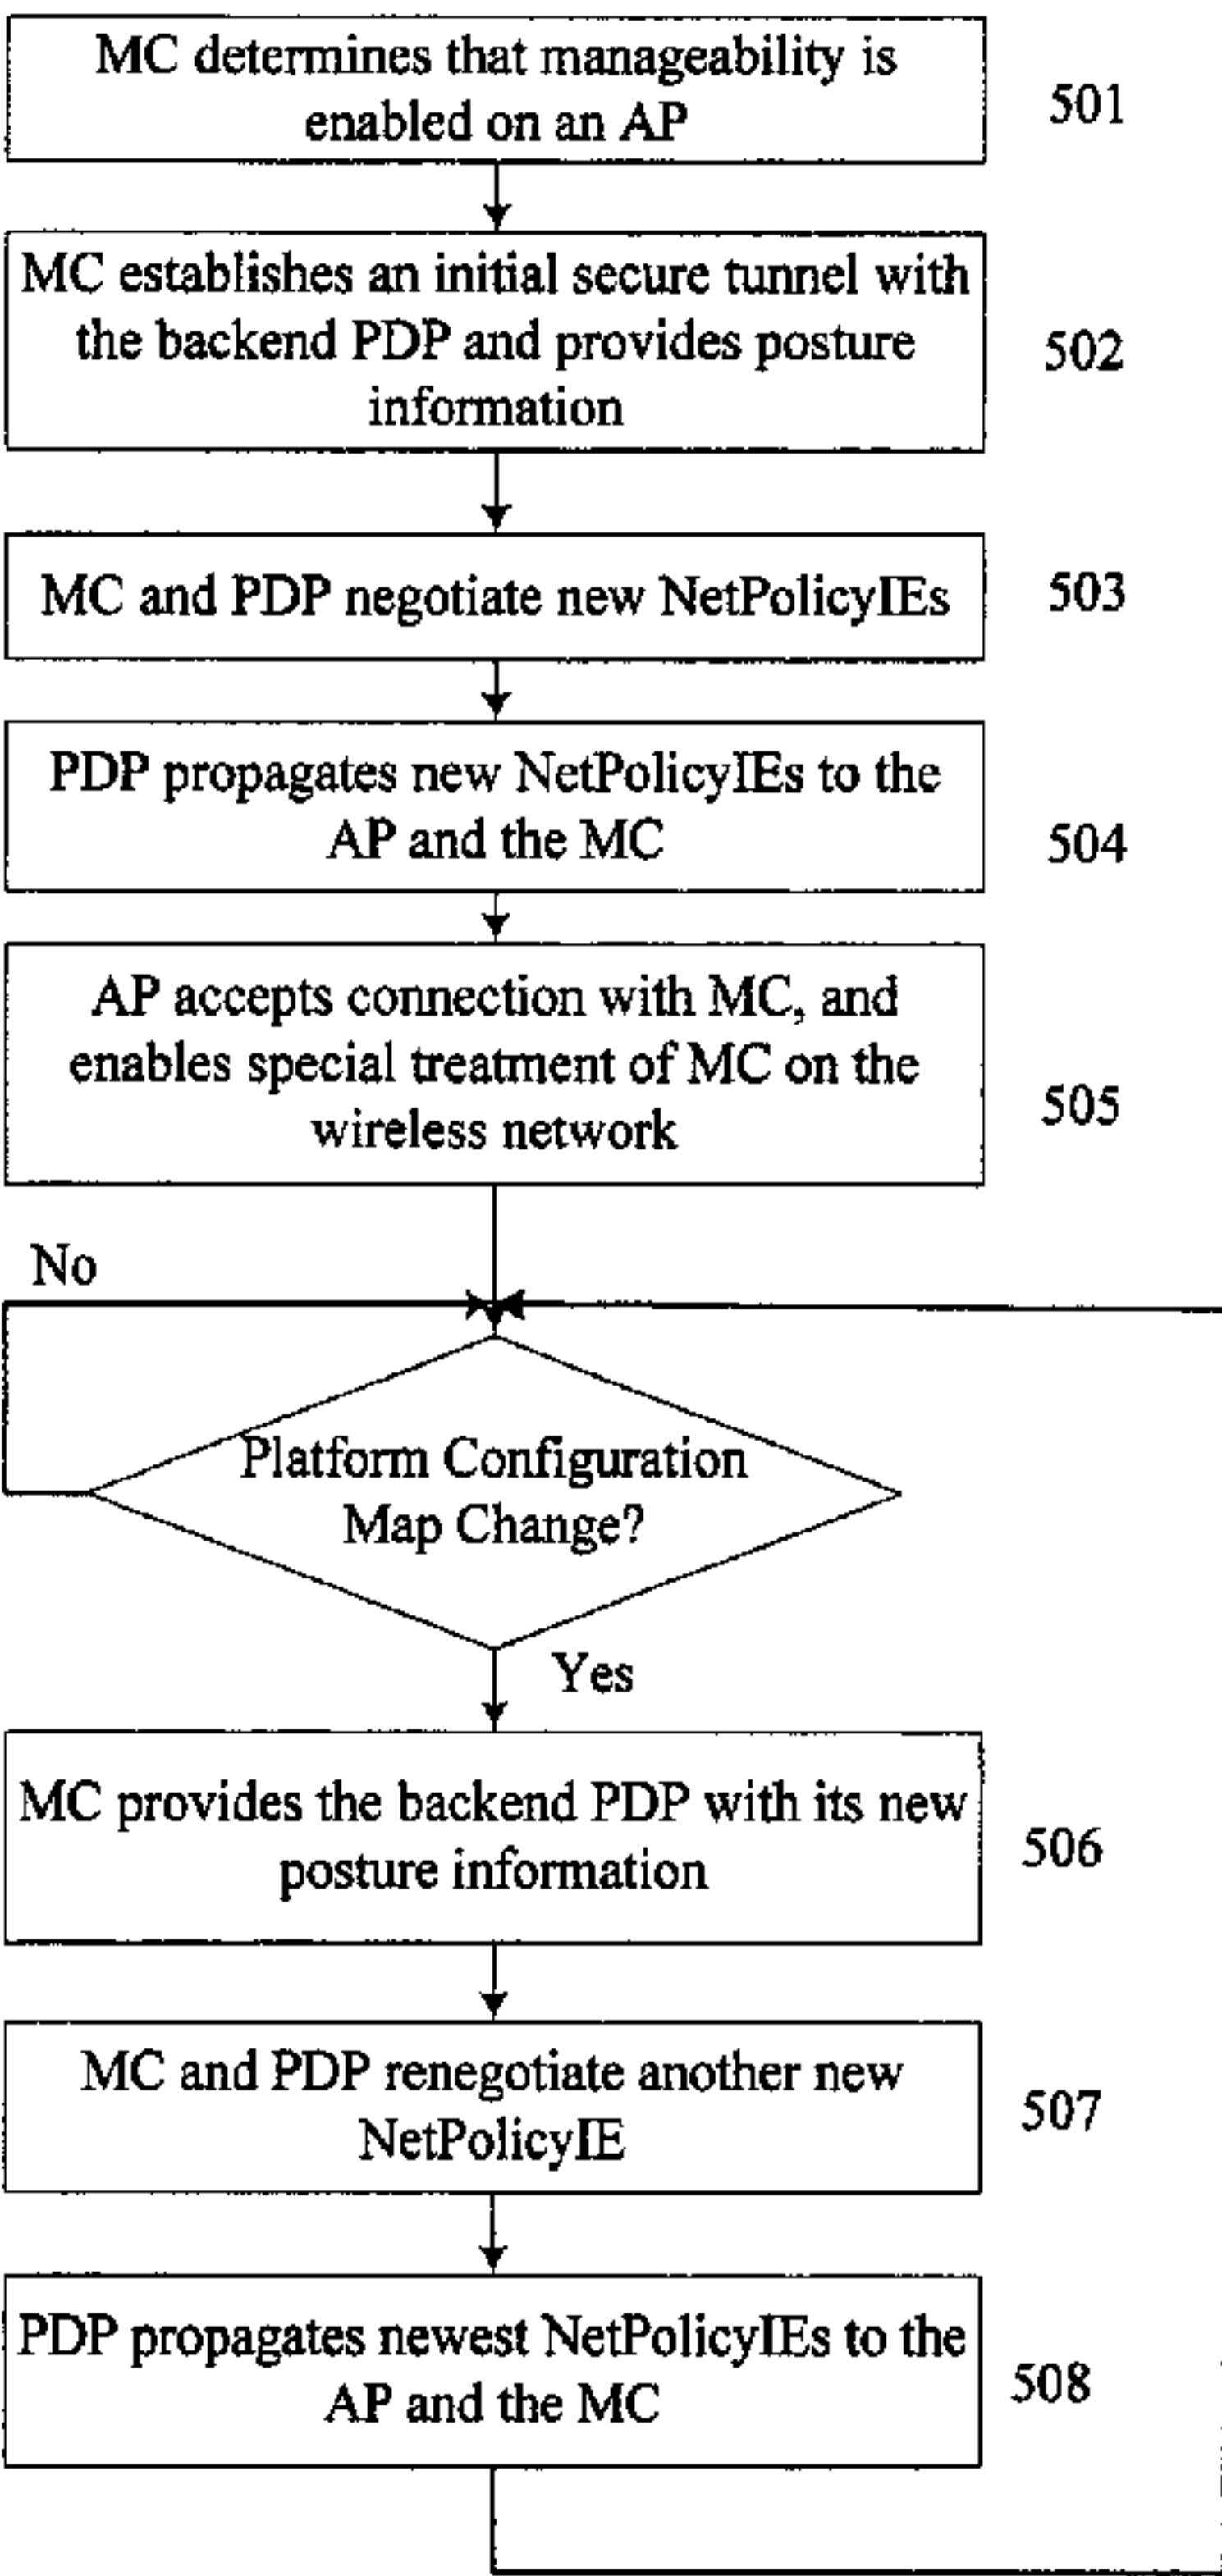 MC determines that manageability is
enabled on an AP
501
MC establishes an initial secure tunnel with
the backend PDP and provides posture
information
502
MC and PDP negotiate new NetPolicyIEs
503
PDP propagates new NetPolicyIEs to the
AP and the MC
504
AP accepts connection with MC, and
enables special treatment of MC on the
wireless network
505
No
Platform Configuration
Map Change?
Yes
MC provides the backend PDP with its new
posture information
506
MC and PDP renegotiate another new
NetPolicyIE
507
PDP propagates newest NetPolicyIEs to the
AP and the MC
508